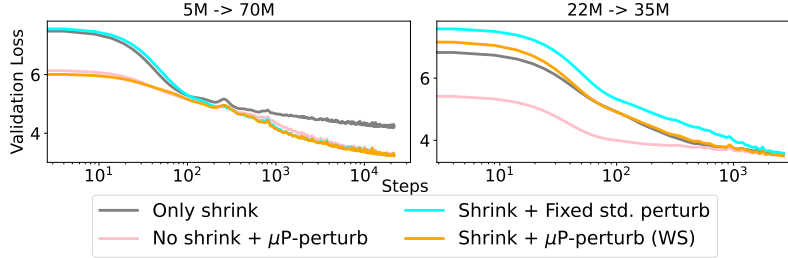 5M -> 70M
22M -> 35M
Validation Loss
6
4
10¹ 10² 10³ 10⁴
6
4
10¹ 10² 10³
Steps
Only shrink
Shrink + Fixed std. perturb
No shrink + μP-perturb
Shrink + μP-perturb (WS)